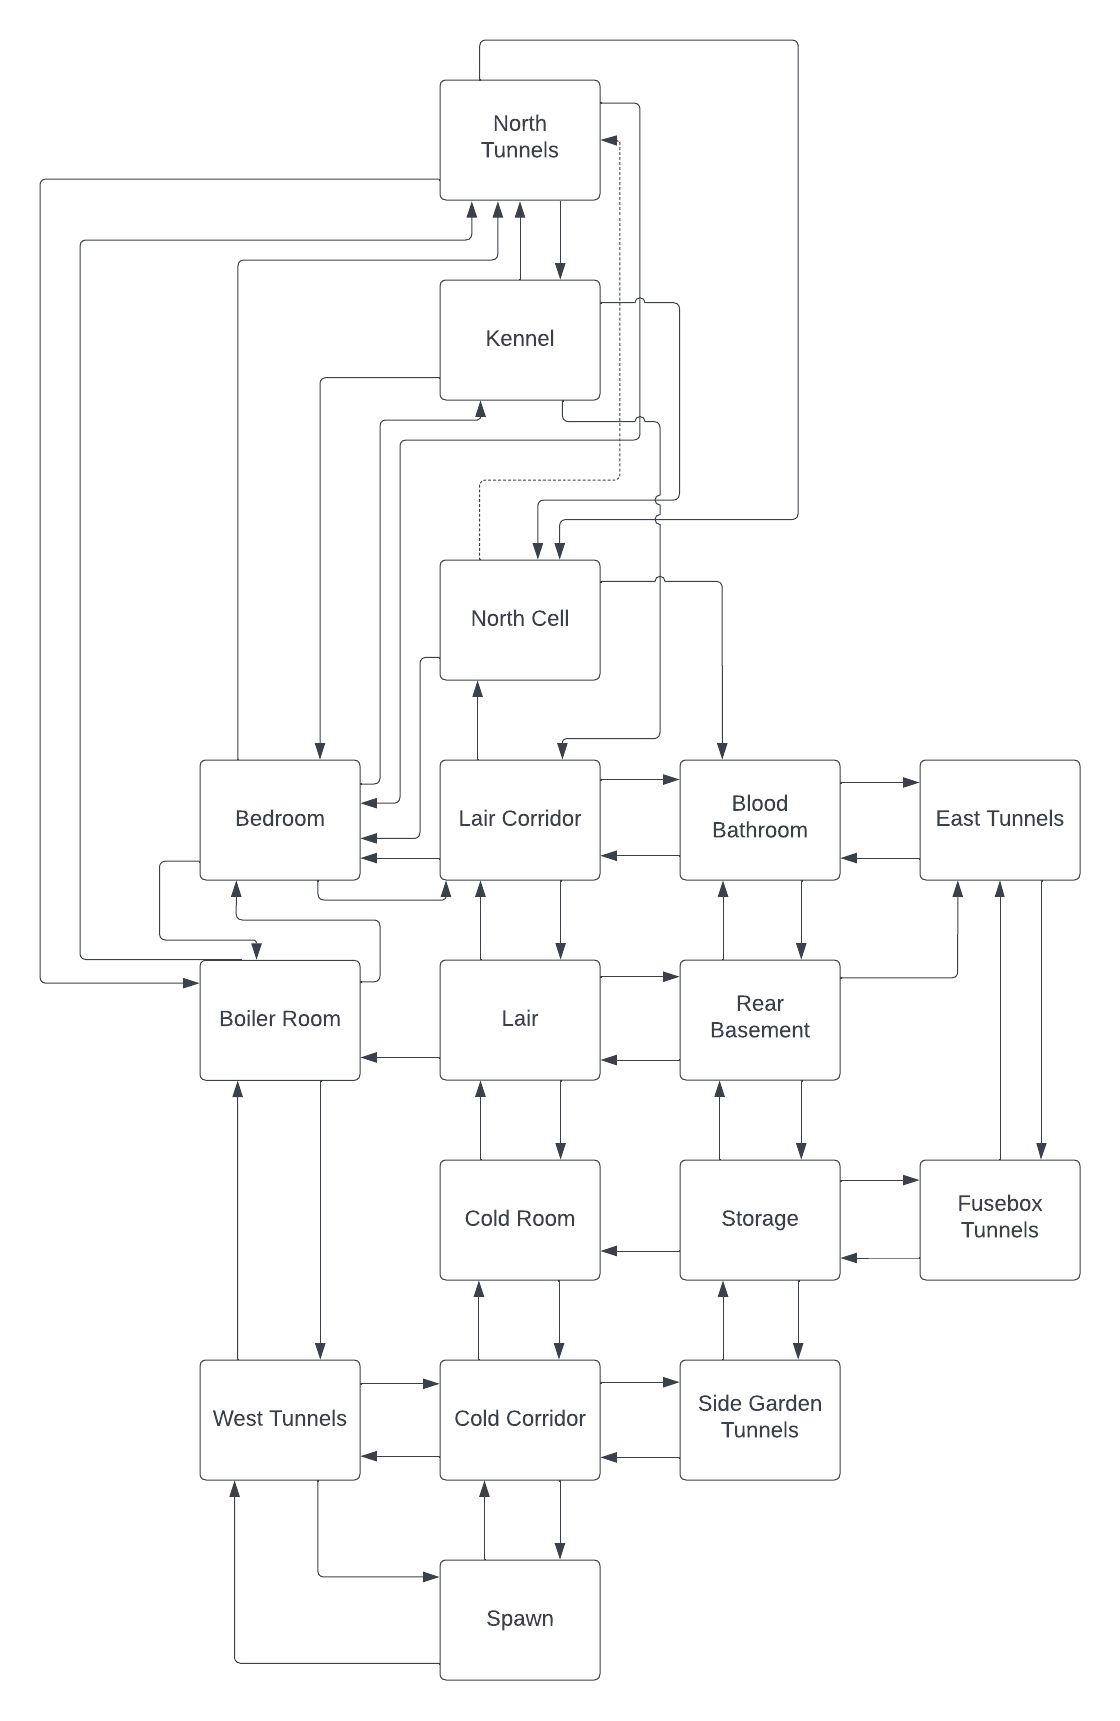 North
Tunnels
Kennel
North Cell
Bedroom
Lair Corridor
Blood
Bathroom
East Tunnels
Boiler Room
Lair
Rear
Basement
Cold Room
Storage
Fusebox
Tunnels
West Tunnels
Cold Corridor
Side Garden
Tunnels
Spawn